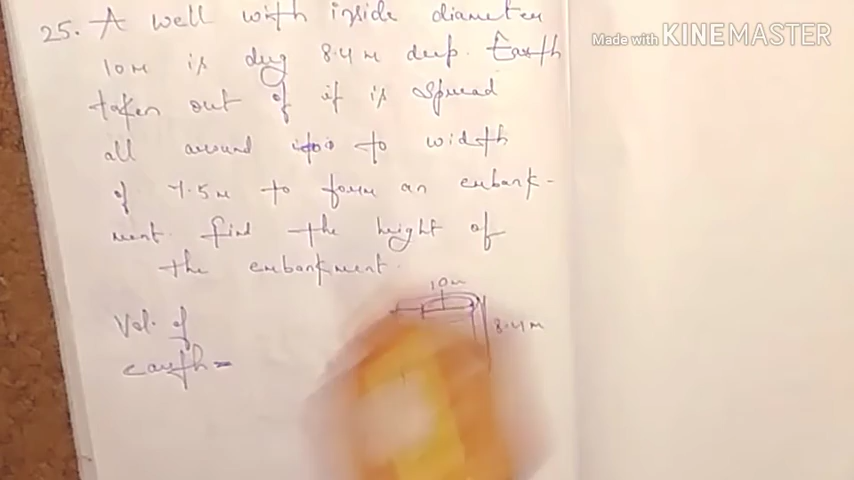 Made with KINEMASTER
25. A well with inside diameter
10m is dug 8.4m deep. Earth
taken out of it is spread
all around to width
of 7.5m to form an embank-
ment. find the height of
the embankment.
10m
Vol. of
8.4m
earth=